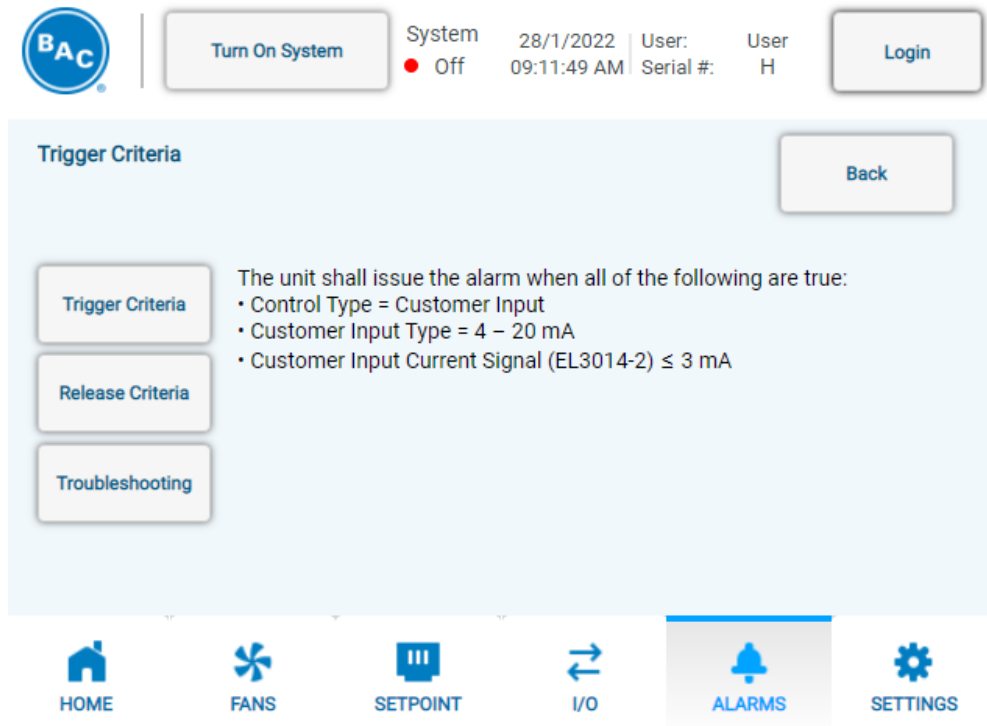 BAC
®
Turn On System
System
Off
28/1/2022
09:11:49 AM
User: User
Serial #: H
Login
Trigger Criteria
Back
Trigger Criteria
Release Criteria
Troubleshooting
The unit shall issue the alarm when all of the following are true:
• Control Type = Customer Input
• Customer Input Type = 4 – 20 mA
• Customer Input Current Signal (EL3014-2) ≤ 3 mA
HOME
FANS
SETPOINT
I/O
ALARMS
SETTINGS